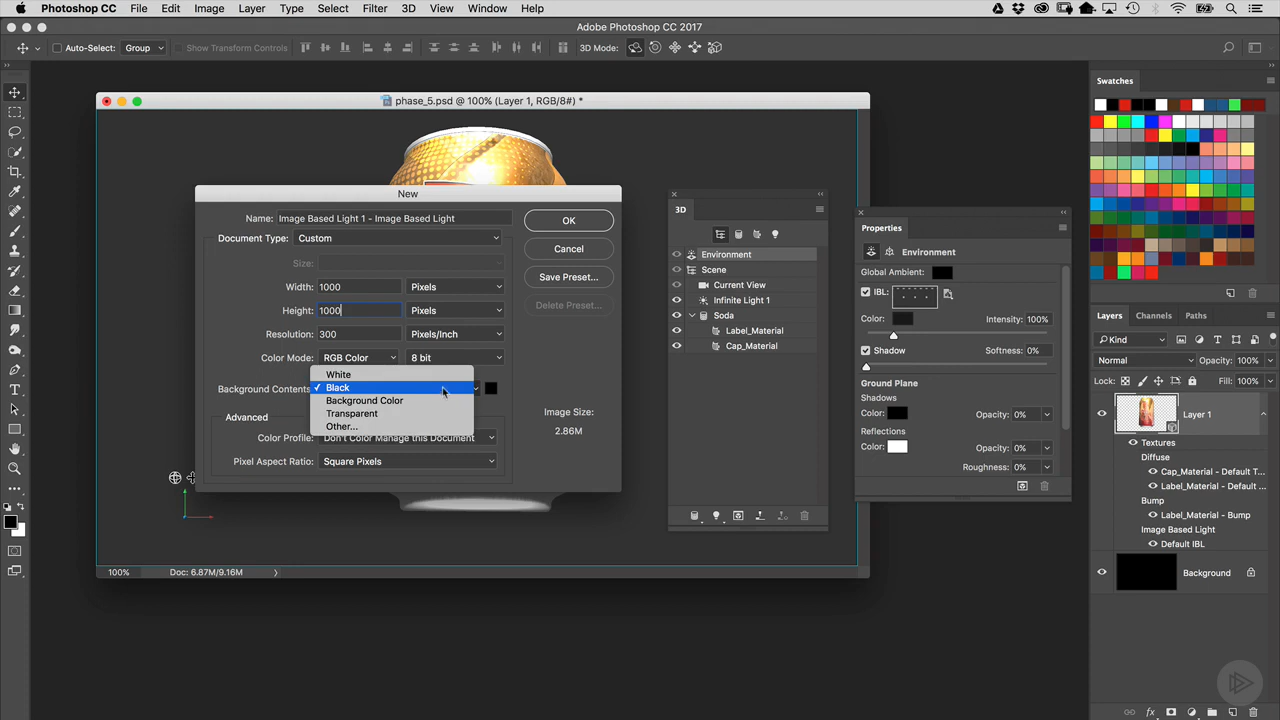 Photoshop CC File Edit Image Layer Type Select Filter 3D View Window Help
Adobe Photoshop CC 2017
Auto-Select: Group Show Transform Controls 3D Mode:
phase_5.psd @ 100% (Layer 1, RGB/8#) *
New
Name: Image Based Light 1 - Image Based Light
Document Type: Custom
Size:
Width: 1000 Pixels
Height: 1000 Pixels
Resolution: 300 Pixels/Inch
Color Mode: RGB Color 8 bit
Background Contents
White
✓ Black
Background Color
Transparent
Other...
Advanced
Color Profile: Don't Color Manage this Document
Pixel Aspect Ratio: Square Pixels
OK
Cancel
Save Preset...
Delete Preset...
Image Size:
2.86M
100% Doc: 6.87M/9.16M
3D
Environment
Scene
Current View
Infinite Light 1
Soda
Label_Material
Cap_Material
Properties
Environment
Global Ambient:
IBL:
Color: Intensity: 100%
Shadow Softness: 0%
Ground Plane
Shadows
Color: Opacity: 0%
Reflections
Color: Opacity: 0%
Roughness: 0%
Swatches
Layers Channels Paths
Kind
Normal Opacity: 100%
Lock: Fill: 100%
Layer 1
Textures
Diffuse
Cap_Material - Default T...
Label_Material - Default ...
Bump
Label_Material - Bump
Image Based Light
Default IBL
Background
fx